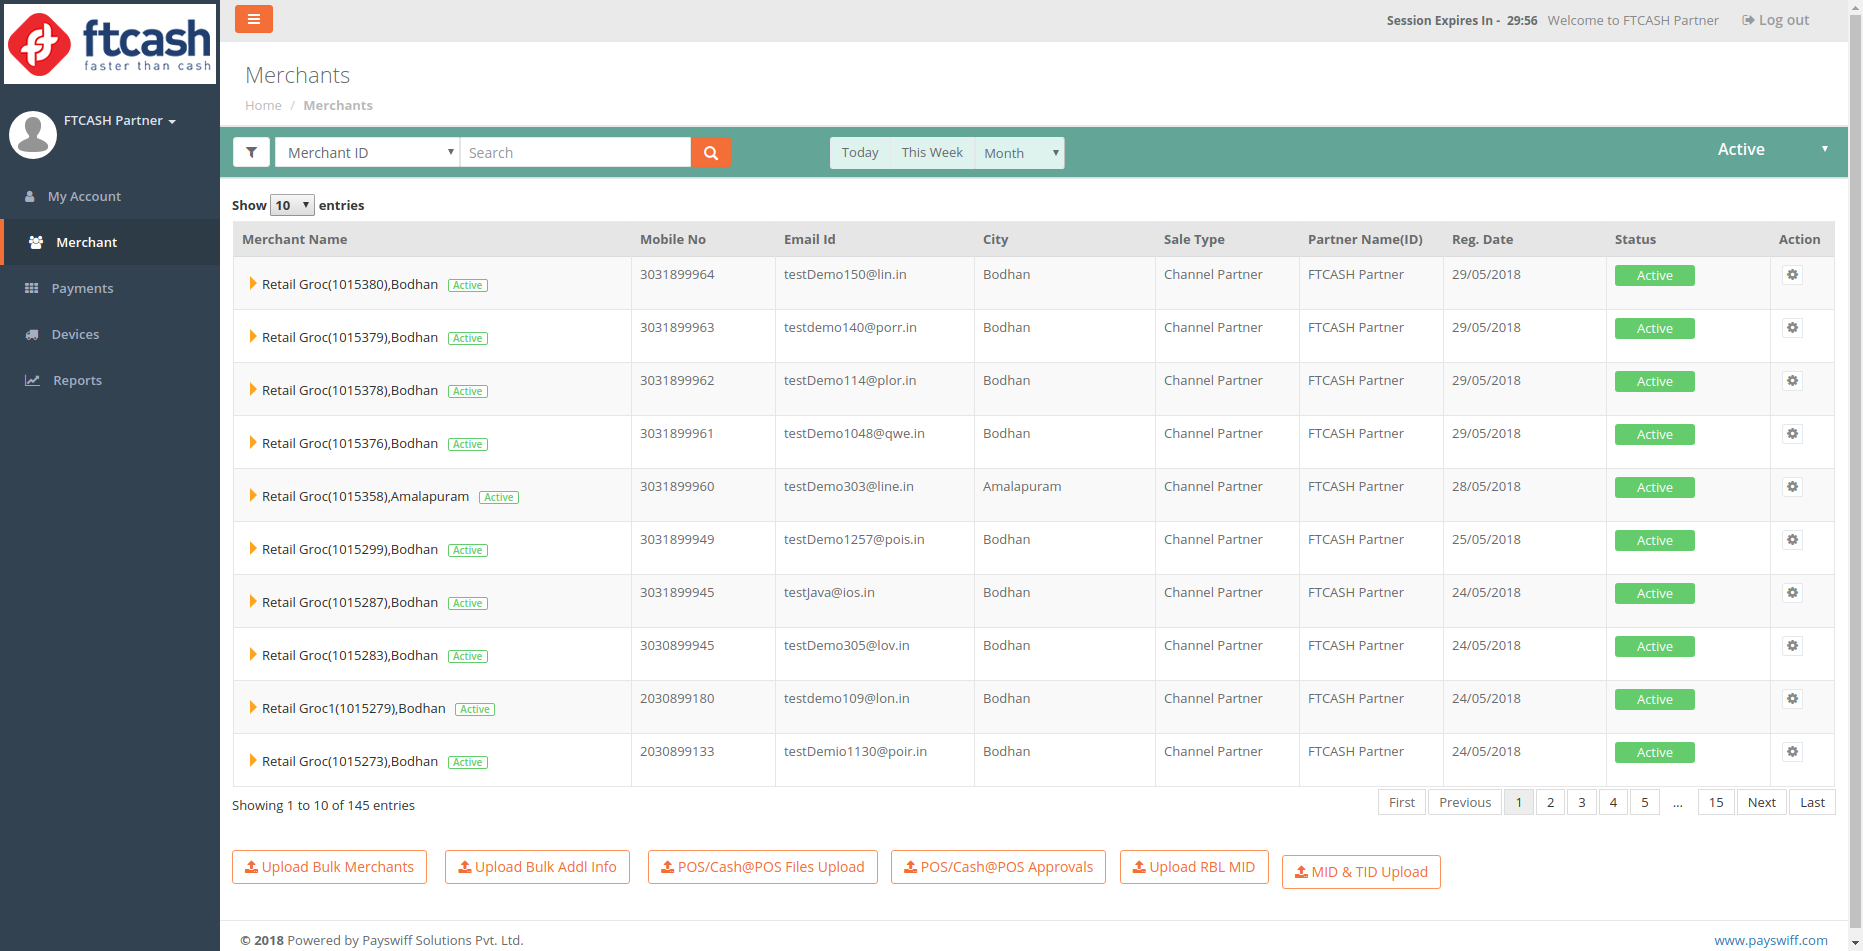 ftcash
faster than cash
Session Expires In - 29:56 Welcome to FTCASH Partner Log out
FTCASH Partner
My Account
Merchant
Payments
Devices
Reports
Merchants
Home / Merchants
Merchant ID Search Today This Week Month Active
Show 10 entries
Merchant Name Mobile No Email Id City Sale Type Partner Name(ID) Reg. Date Status Action
Retail Groc(1015380),Bodhan Active 3031899964 testDemo150@lin.in Bodhan Channel Partner FTCASH Partner 29/05/2018 Active
Retail Groc(1015379),Bodhan Active 3031899963 testdemo140@porr.in Bodhan Channel Partner FTCASH Partner 29/05/2018 Active
Retail Groc(1015378),Bodhan Active 3031899962 testDemo114@plor.in Bodhan Channel Partner FTCASH Partner 29/05/2018 Active
Retail Groc(1015376),Bodhan Active 3031899961 testDemo1048@qwe.in Bodhan Channel Partner FTCASH Partner 29/05/2018 Active
Retail Groc(1015358),Amalapuram Active 3031899960 testDemo303@line.in Amalapuram Channel Partner FTCASH Partner 28/05/2018 Active
Retail Groc(1015299),Bodhan Active 3031899949 testDemo1257@pois.in Bodhan Channel Partner FTCASH Partner 25/05/2018 Active
Retail Groc(1015287),Bodhan Active 3031899945 testJava@ios.in Bodhan Channel Partner FTCASH Partner 24/05/2018 Active
Retail Groc(1015283),Bodhan Active 3030899945 testDemo305@lov.in Bodhan Channel Partner FTCASH Partner 24/05/2018 Active
Retail Groc1(1015279),Bodhan Active 2030899180 testdemo109@lon.in Bodhan Channel Partner FTCASH Partner 24/05/2018 Active
Retail Groc(1015273),Bodhan Active 2030899133 testDemio1130@poir.in Bodhan Channel Partner FTCASH Partner 24/05/2018 Active
Showing 1 to 10 of 145 entries First Previous 1 2 3 4 5 ... 15 Next Last
Upload Bulk Merchants Upload Bulk Addl Info POS/Cash@POS Files Upload POS/Cash@POS Approvals Upload RBL MID MID & TID Upload
© 2018 Powered by Payswiff Solutions Pvt. Ltd. www.payswiff.com